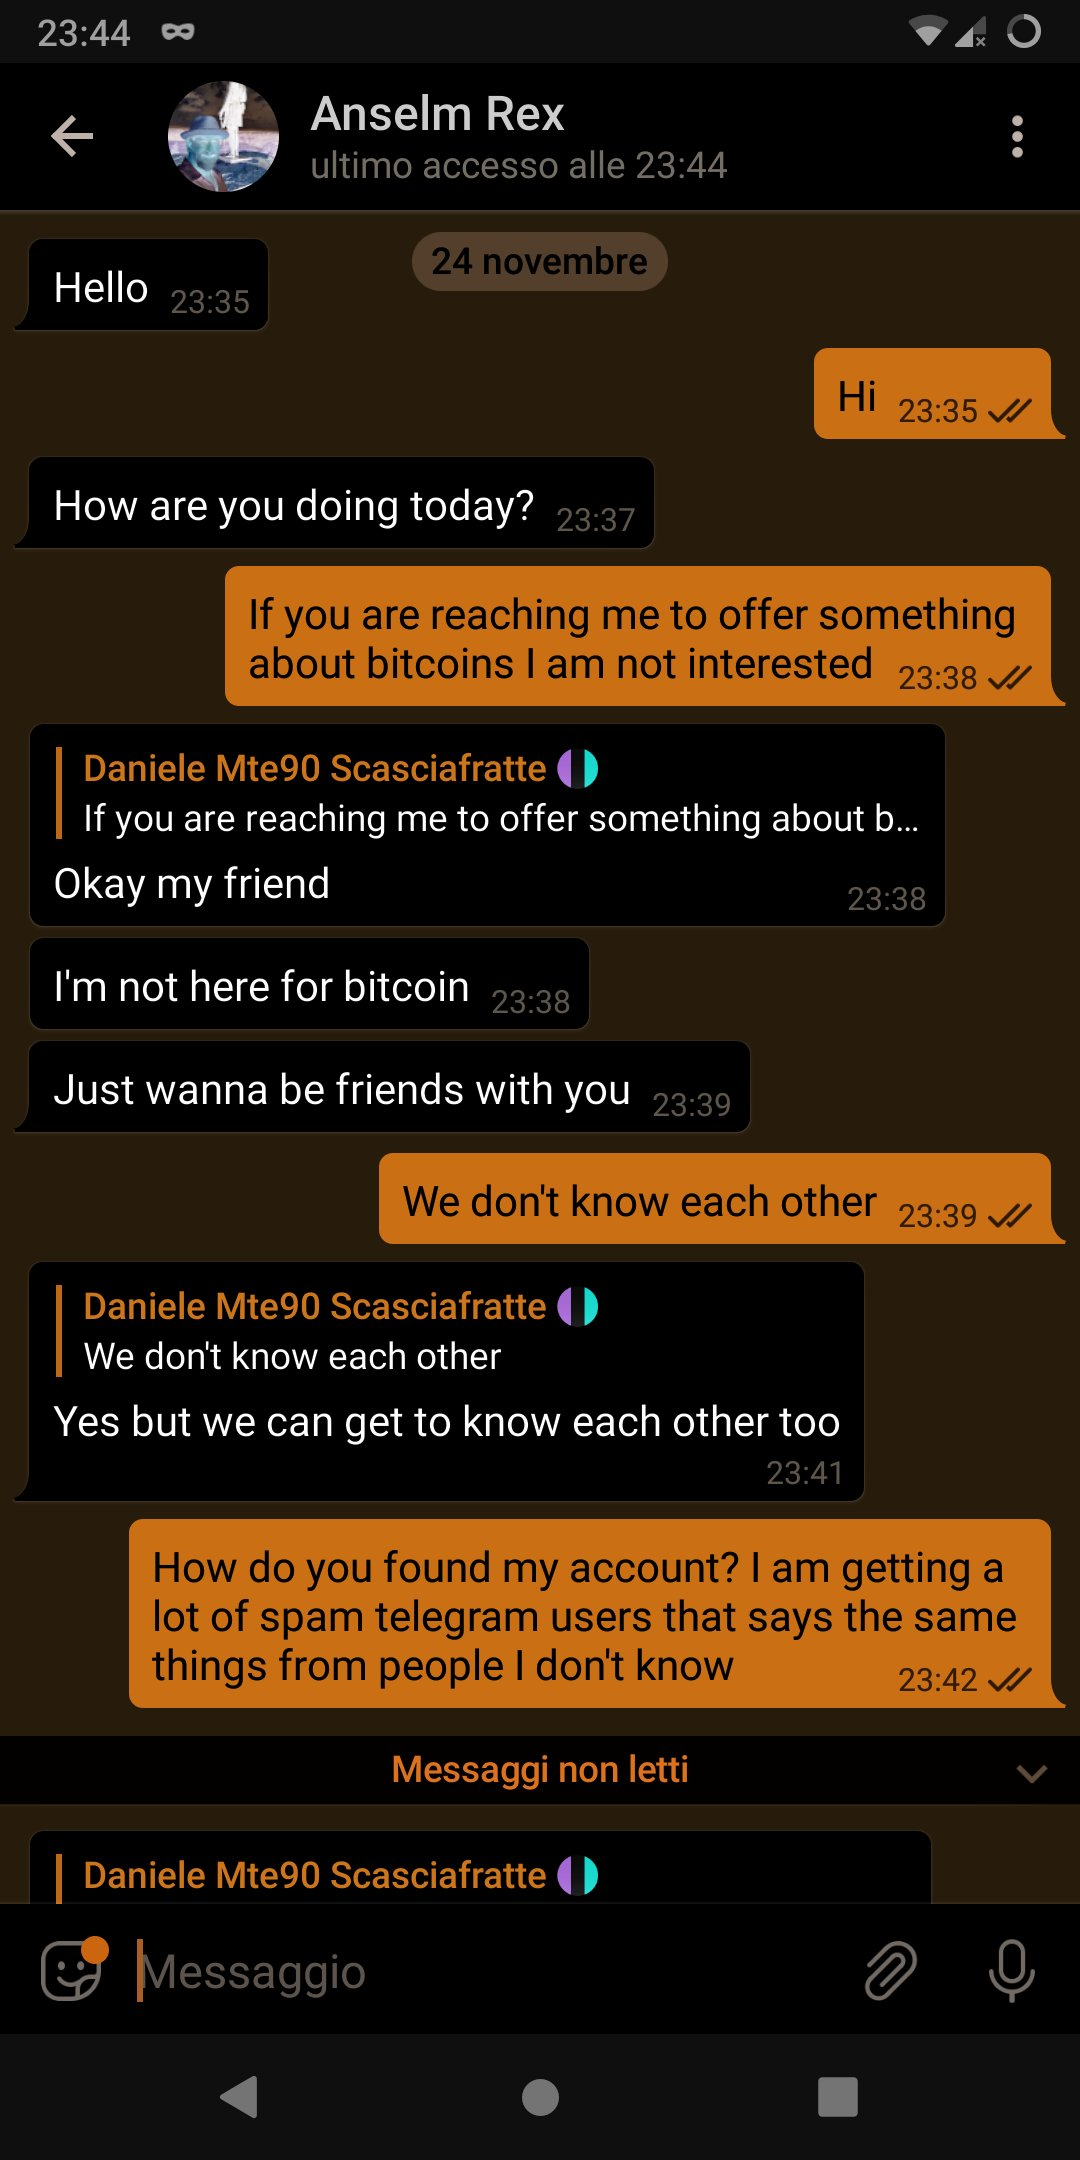 23:44
Anselm Rex
ultimo accesso alle 23:44
24 novembre
Hello 23:35
Hi 23:35
How are you doing today? 23:37
If you are reaching me to offer something
about bitcoins I am not interested 23:38
Daniele Mte90 Scasciafratte
If you are reaching me to offer something about b...
Okay my friend 23:38
I'm not here for bitcoin 23:38
Just wanna be friends with you 23:39
We don't know each other 23:39
Daniele Mte90 Scasciafratte
We don't know each other
Yes but we can get to know each other too
23:41
How do you found my account? I am getting a
lot of spam telegram users that says the same
things from people I don't know 23:42
Messaggi non letti
Daniele Mte90 Scasciafratte
Messaggio